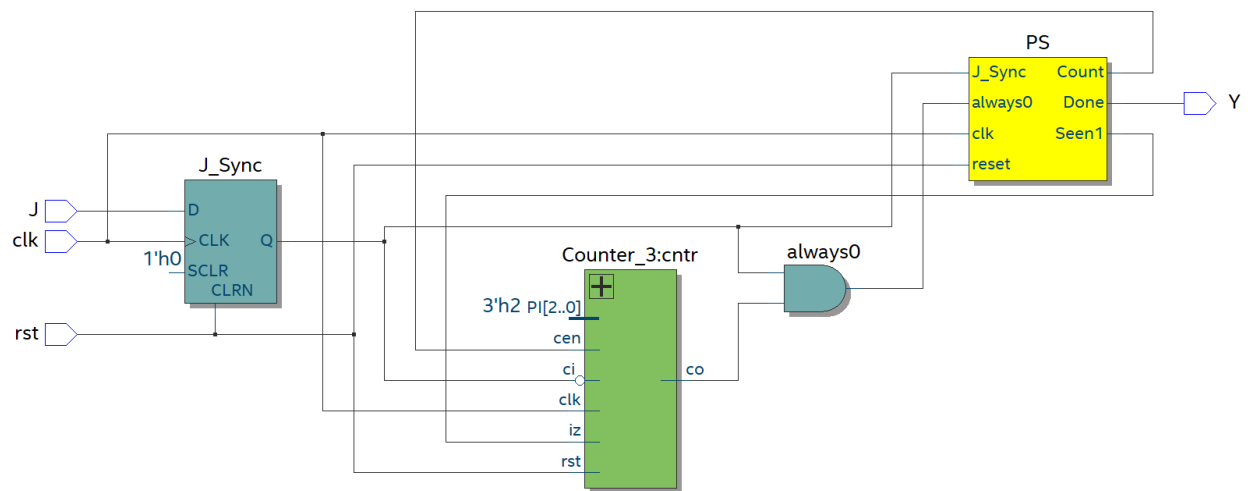 PS
J_Sync Count
always0 Done
Y
clk Seen1
reset
J_Sync
J
D
clk
CLK Q
1'h0
SCLR
CLRN
rst
Counter_3:cntr
always0
3'h2 PI[2..0]
cen
ci
co
clk
iz
rst